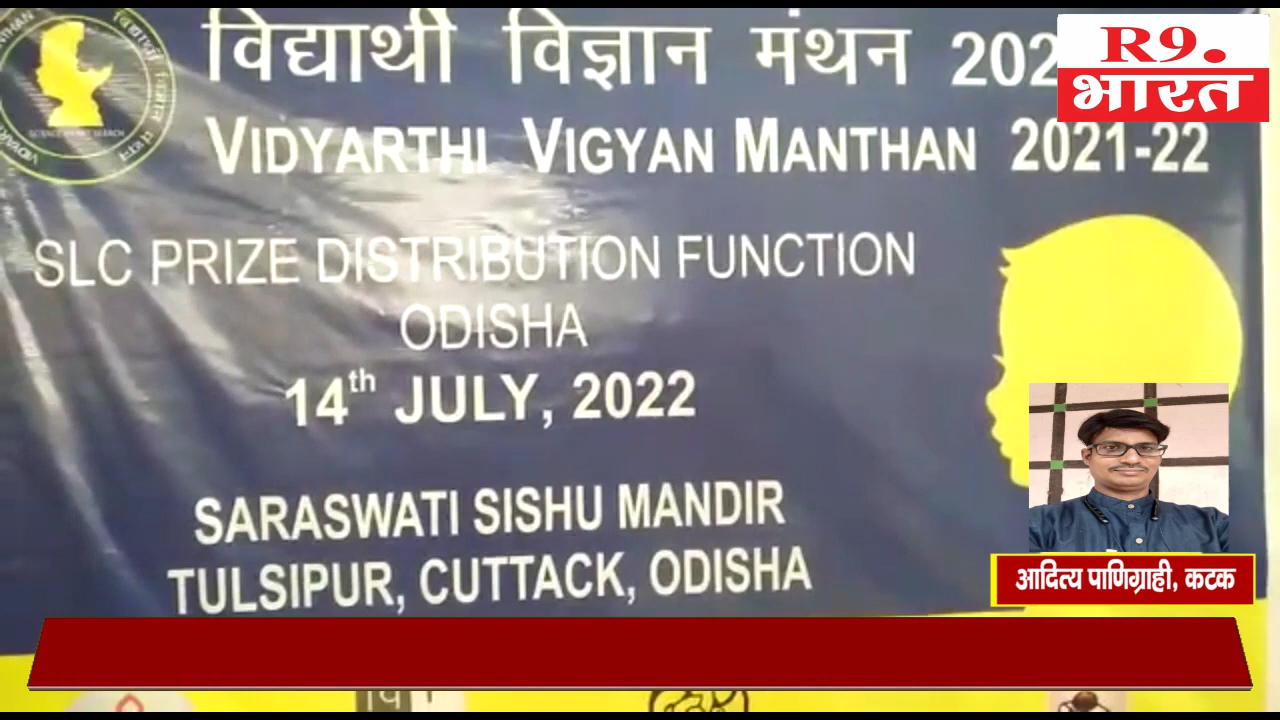 विद्यार्थी विज्ञान मंथन 202
R9.
भारत
VIDYARTHI VIGYAN MANTHAN 2021-22
SLC PRIZE DISTRIBUTION FUNCTION
ODISHA
14th JULY, 2022
SARASWATI SISHU MANDIR
TULSIPUR, CUTTACK, ODISHA
आदित्य पाणिग्राही, कटक